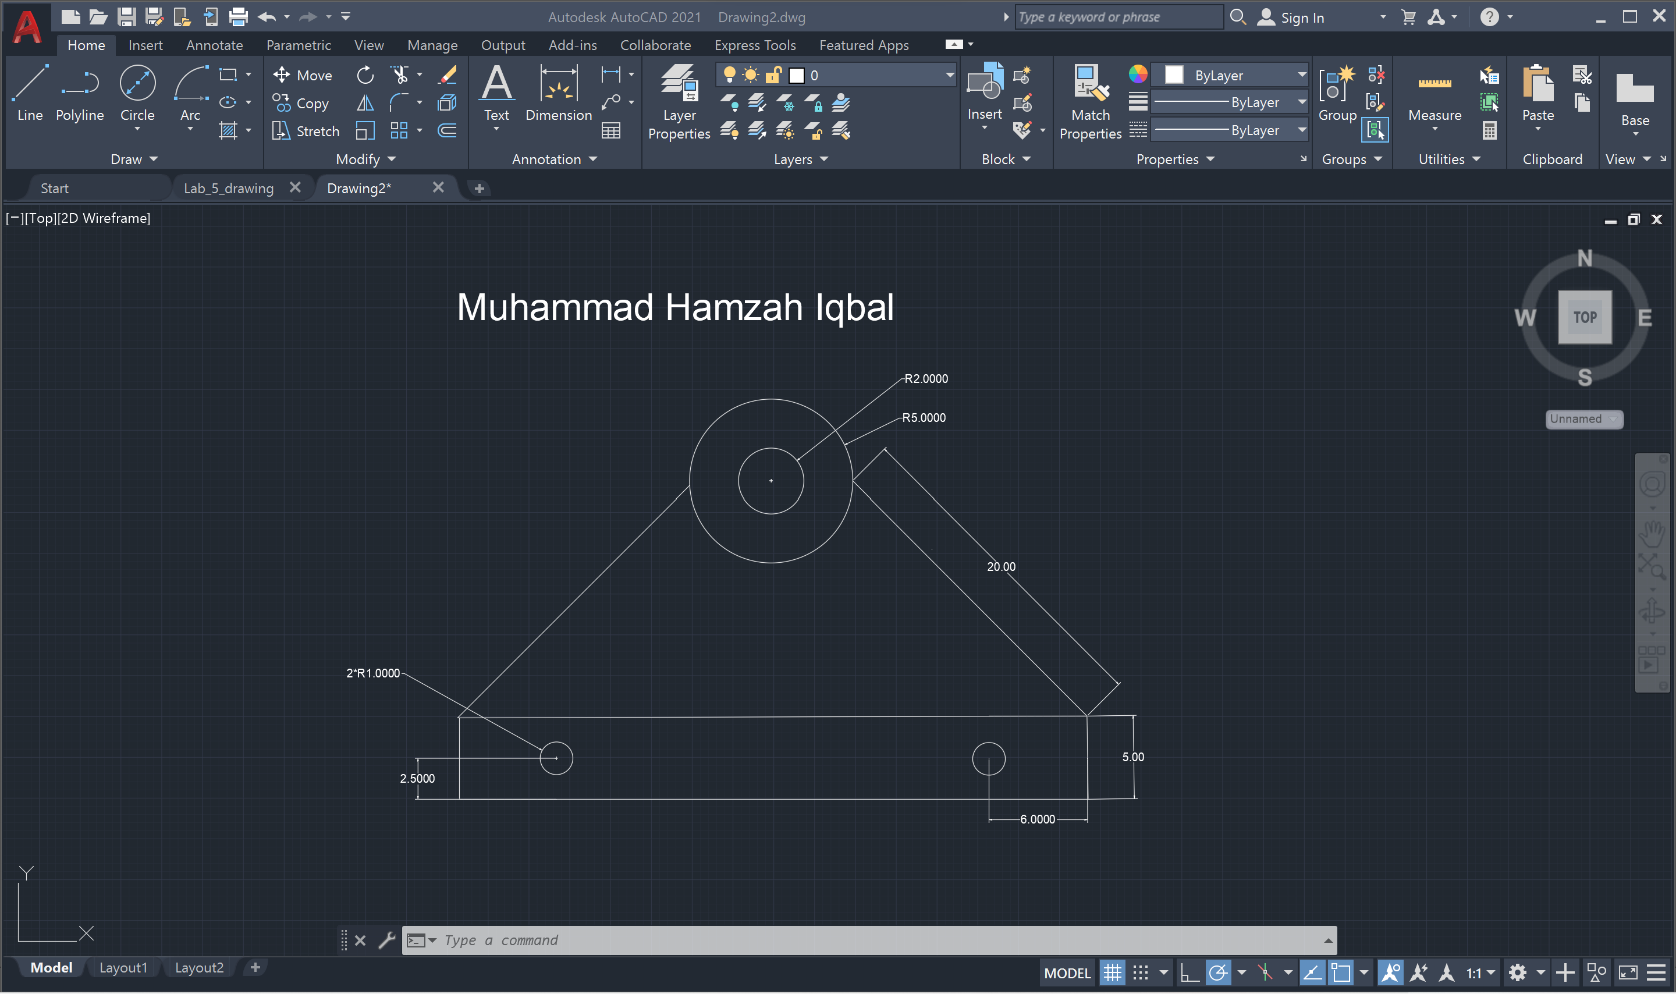 Autodesk AutoCAD 2021 Drawing2.dwg
Type a keyword or phrase
Sign In
Home Insert Annotate Parametric View Manage Output Add-ins Collaborate Express Tools Featured Apps
Line Polyline Circle Arc
Move
Copy
Stretch
Text Dimension
Layer Properties
0
Insert
Match Properties
ByLayer
ByLayer
ByLayer
Group
Measure
Paste
Base
Draw Modify Annotation Layers Block Properties Groups Utilities Clipboard View
Start Lab_5_drawing Drawing2*
[−][Top][2D Wireframe]
Muhammad Hamzah Iqbal
N
W TOP E
S
Unnamed
R2.0000
R5.0000
20.00
2*R1.0000
2.5000
5.00
6.0000
Y
X
Type a command
Model Layout1 Layout2
MODEL
1:1